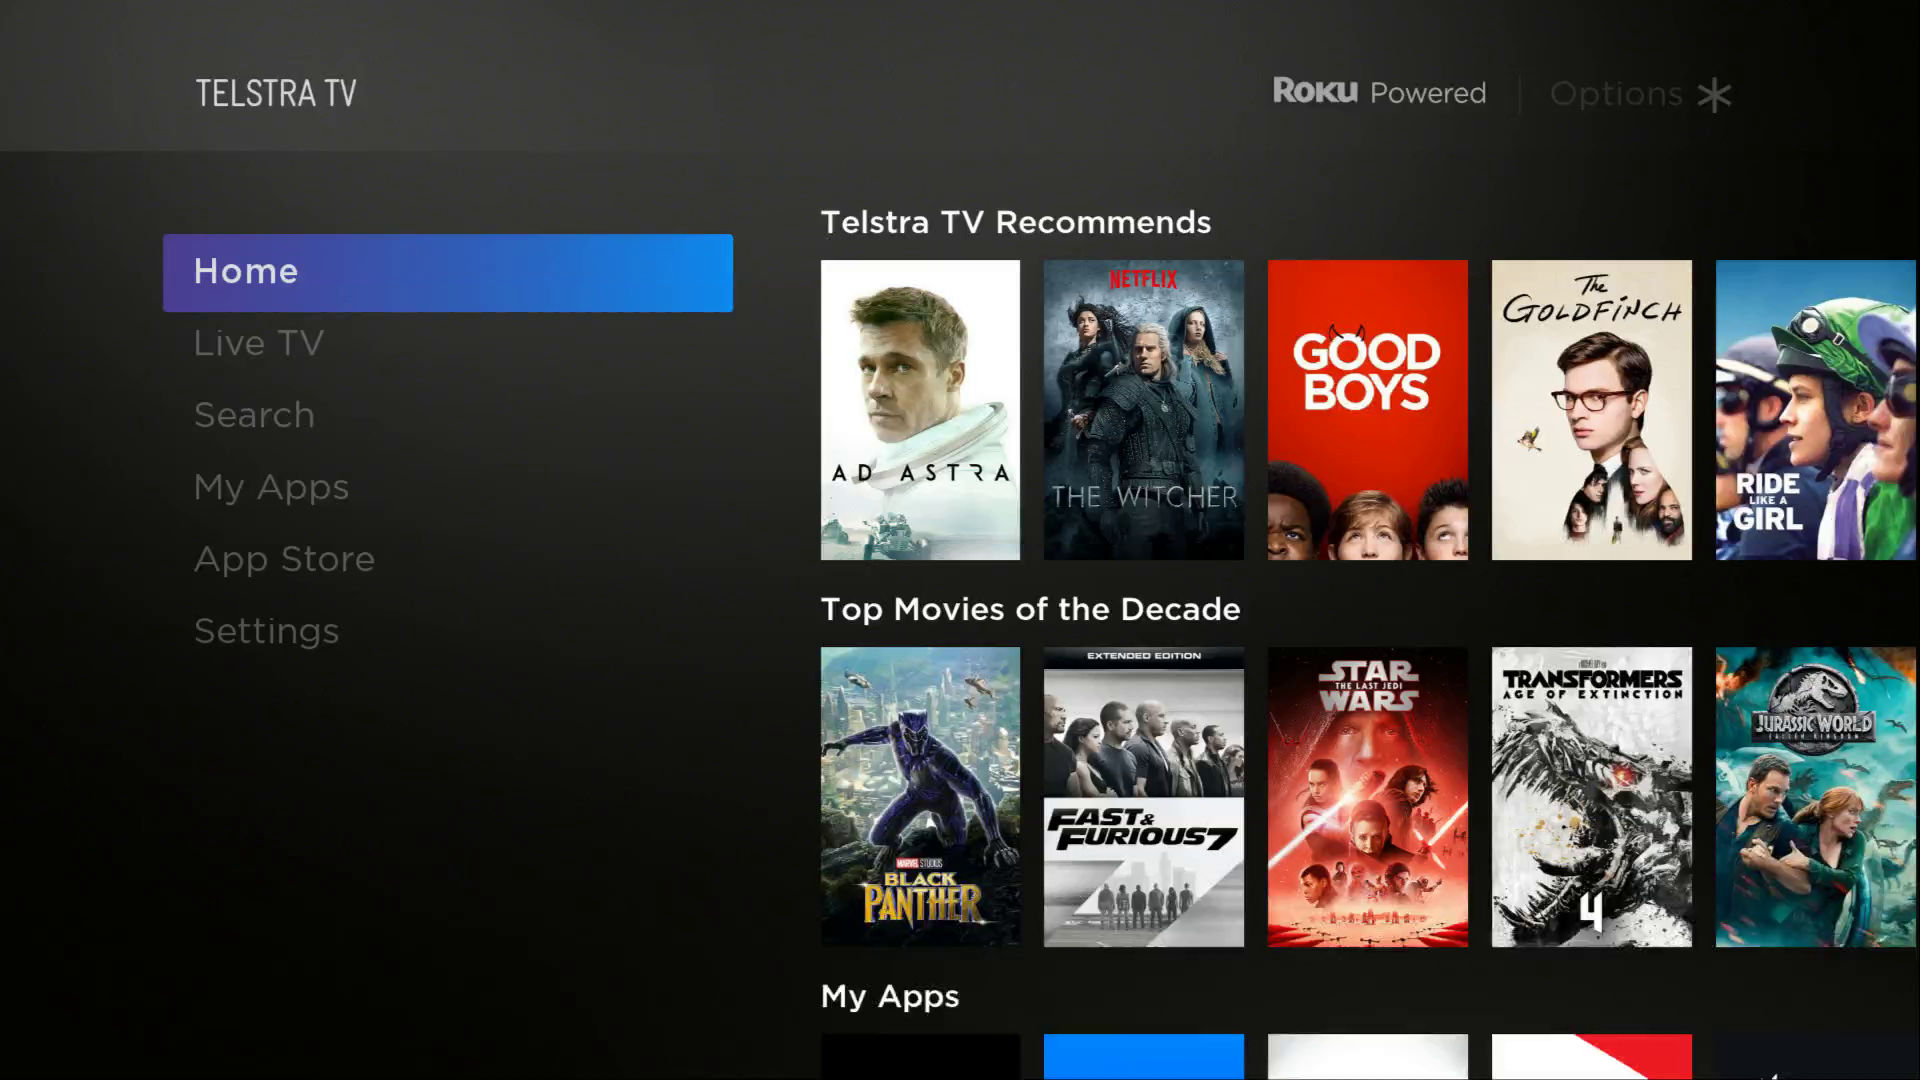 TELSTRA TV
Roku Powered
Options
Home
Live TV
Search
My Apps
App Store
Settings
Telstra TV Recommends
AD ASTRA
NETFLIX
THE WITCHER
GOOD
BOYS
The
GOLDFINCH
RIDE
LIKE A
GIRL
Top Movies of the Decade
MARVEL STUDIOS
BLACK
PANTHER
EXTENDED EDITION
FAST &
FURIOUS 7
STAR
THE LAST JEDI
WARS
TRANSFORMERS
AGE OF EXTINCTION
4
JURASSIC WORLD
FALLEN KINGDOM
My Apps